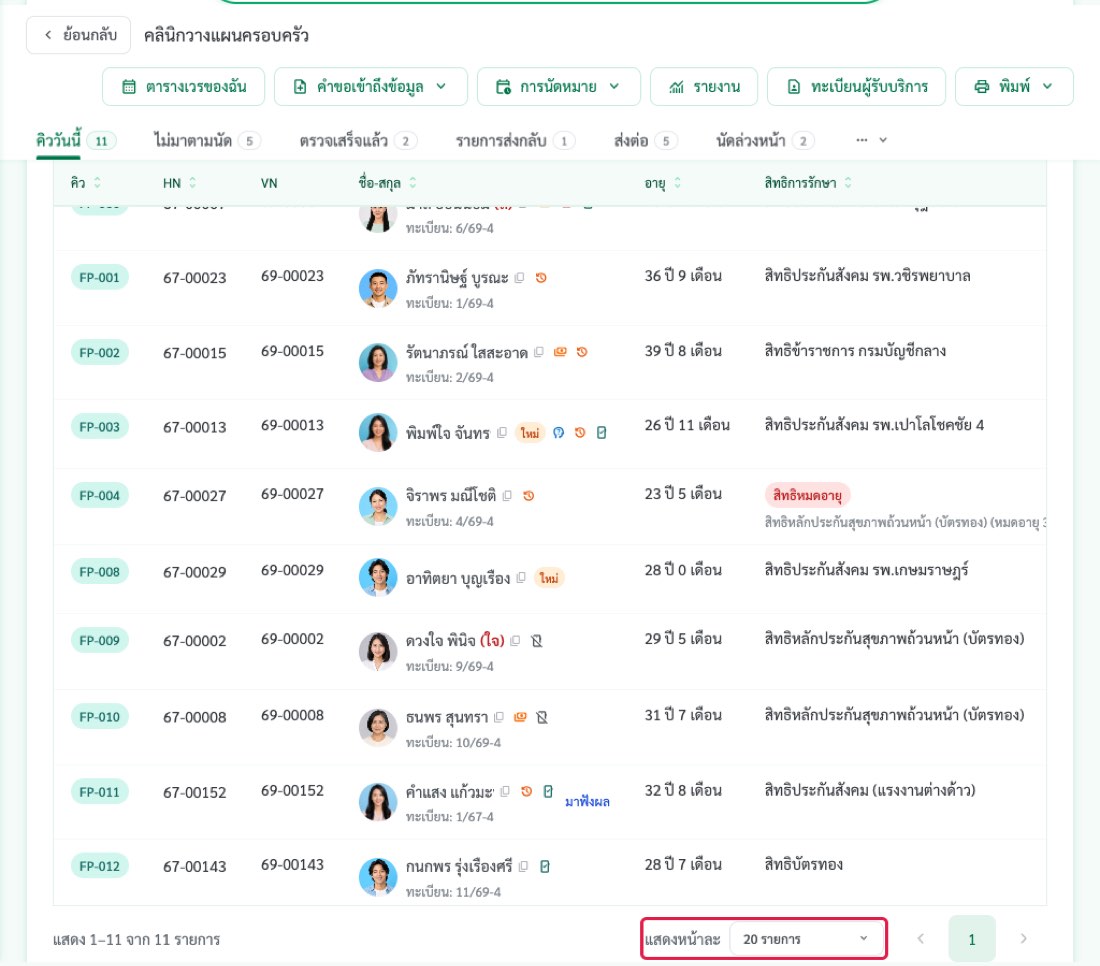 ย้อนกลับ คลินิกวางแผนครอบครัว
ตารางเวรของฉัน คำขอเข้าถึงข้อมูล การนัดหมาย รายงาน ทะเบียนผู้รับบริการ พิมพ์
คิววันนี้ 11 ไม่มาตามนัด 5 ตรวจเสร็จแล้ว 2 รายการส่งกลับ 1 ส่งต่อ 5 นัดล่วงหน้า 2 ...
คิว HN VN ชื่อ-สกุล อายุ สิทธิการรักษา
ทะเบียน: 6/69-4
FP-001 67-00023 69-00023 ภัทรานิษฐ์ บูรณะ 36 ปี 9 เดือน สิทธิประกันสังคม รพ.วชิรพยาบาล
ทะเบียน: 1/69-4
FP-002 67-00015 69-00015 รัตนาภรณ์ ใสสะอาด 39 ปี 8 เดือน สิทธิข้าราชการ กรมบัญชีกลาง
ทะเบียน: 2/69-4
FP-003 67-00013 69-00013 พิมพ์ใจ จันทร ใหม่ 26 ปี 11 เดือน สิทธิประกันสังคม รพ.เปาโลโชคชัย 4
FP-004 67-00027 69-00027 จิราพร มณีโชติ 23 ปี 5 เดือน สิทธิหมดอายุ
ทะเบียน: 4/69-4 สิทธิหลักประกันสุขภาพถ้วนหน้า (บัตรทอง) (หมดอายุ
FP-008 67-00029 69-00029 อาทิตยา บุญเรือง ใหม่ 28 ปี 0 เดือน สิทธิประกันสังคม รพ.เกษมราษฎร์
FP-009 67-00002 69-00002 ดวงใจ พินิจ (ใจ) 29 ปี 5 เดือน สิทธิหลักประกันสุขภาพถ้วนหน้า (บัตรทอง)
ทะเบียน: 9/69-4
FP-010 67-00008 69-00008 ธนพร สุนทรา 31 ปี 7 เดือน สิทธิหลักประกันสุขภาพถ้วนหน้า (บัตรทอง)
ทะเบียน: 10/69-4
FP-011 67-00152 69-00152 คำแสง แก้วมะ 32 ปี 8 เดือน สิทธิประกันสังคม (แรงงานต่างด้าว)
มาฟังผล
ทะเบียน: 1/67-4
FP-012 67-00143 69-00143 กนกพร รุ่งเรืองศรี 28 ปี 7 เดือน สิทธิบัตรทอง
ทะเบียน: 11/69-4
แสดง 1–11 จาก 11 รายการ แสดงหน้าละ 20 รายการ 1